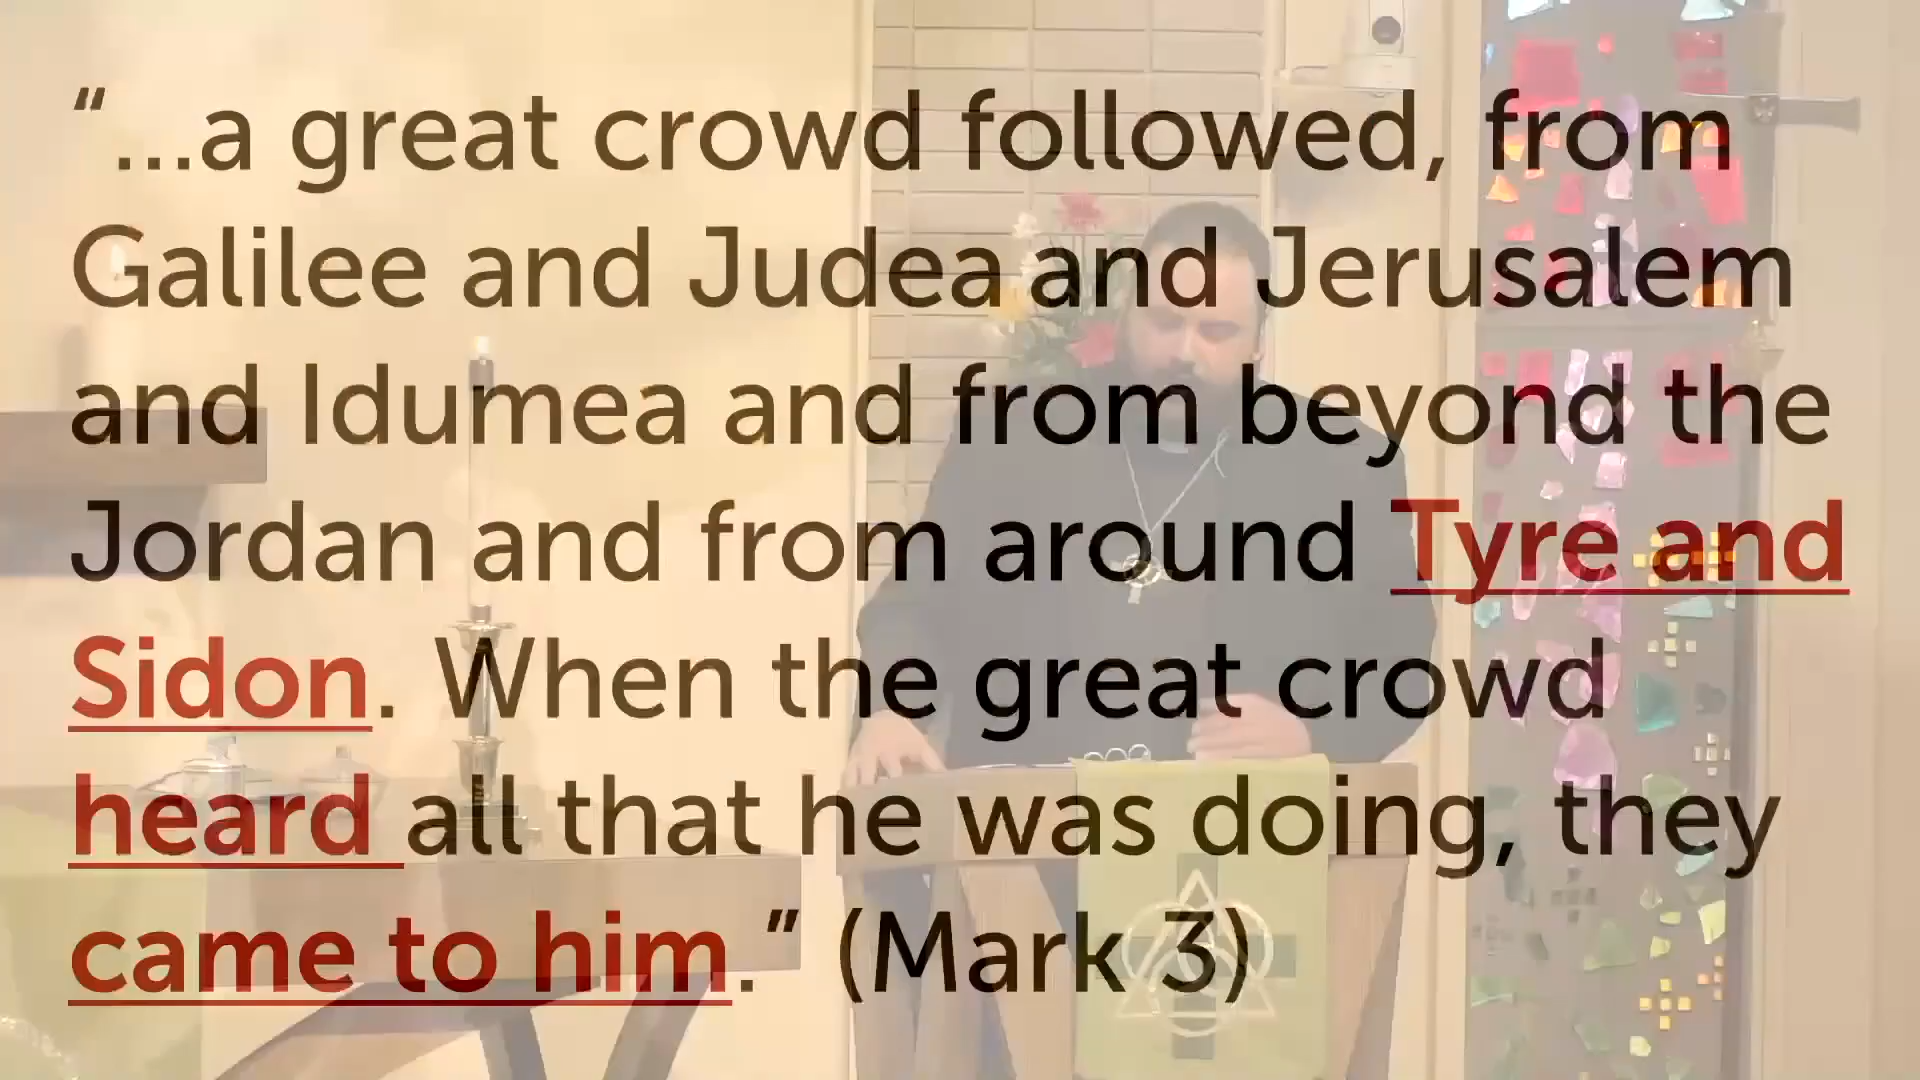 “...a great crowd followed, from
Galilee and Judea and Jerusalem
and Idumea and from beyond the
Jordan and from around Tyre and
Sidon. When the great crowd
heard all that he was doing, they
came to him.” (Mark 3)